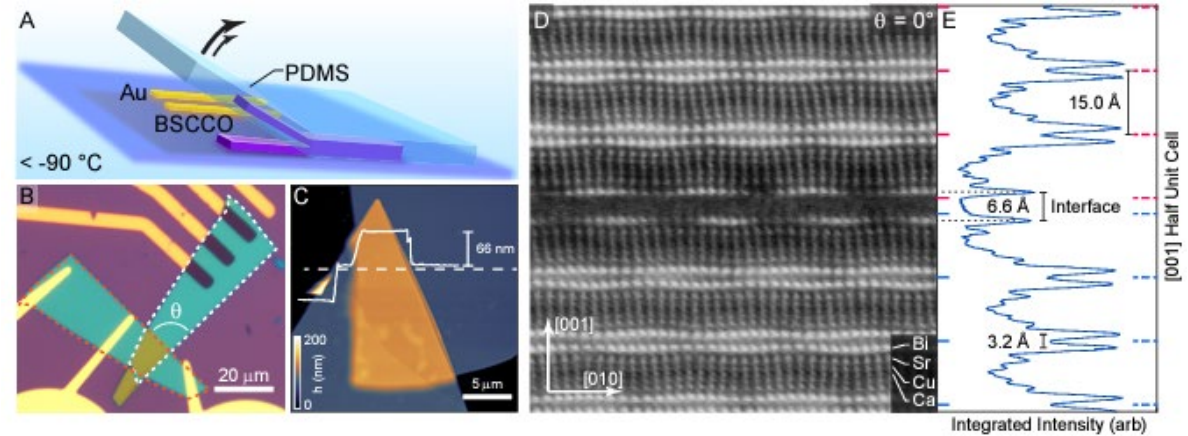 A
PDMS
Au
BSCCO
< -90 °C
B
θ
20 μm
C
66 nm
200
h (nm)
0
5 μm
D
θ = 0°
[001]
[010]
Bi
Sr
Cu
Ca
E
15.0 Å
6.6 Å
Interface
3.2 Å
[001] Half Unit Cell
Integrated Intensity (arb)